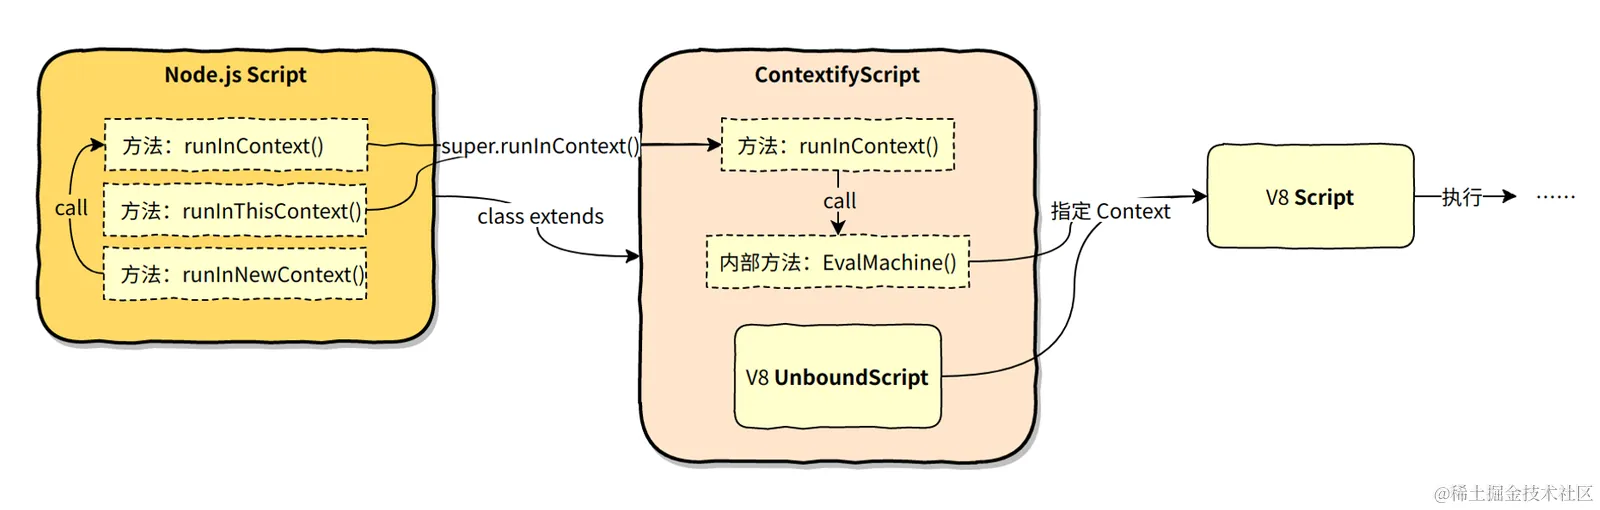 Node.js Script
方法：runInContext()
方法：runInThisContext()
方法：runInNewContext()
call
super.runInContext()
class extends
ContextifyScript
方法：runInContext()
call
内部方法：EvalMachine()
V8 UnboundScript
指定 Context
V8 Script
执行
……
@稀土掘金技术社区